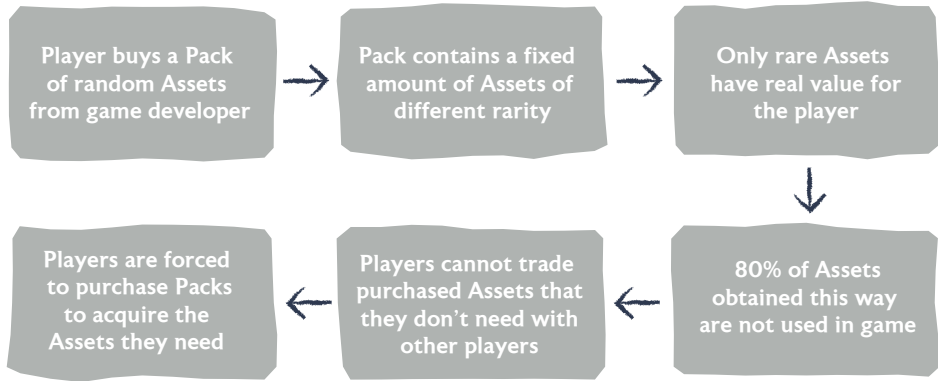 Player buys a Pack
of random Assets
from game developer
Pack contains a fixed
amount of Assets of
different rarity
Only rare Assets
have real value for
the player
80% of Assets
obtained this way
are not used in game
Players cannot trade
purchased Assets that
they don’t need with
other players
Players are forced
to purchase Packs
to acquire the
Assets they need